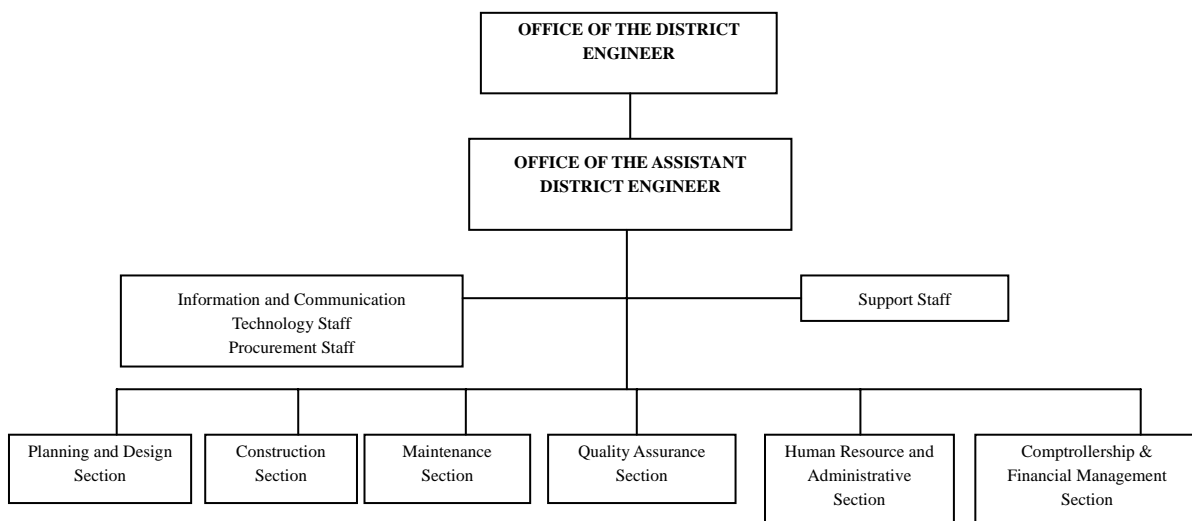 OFFICE OF THE DISTRICT
ENGINEER
OFFICE OF THE ASSISTANT
DISTRICT ENGINEER
Information and Communication
Technology Staff
Procurement Staff
Support Staff
Planning and Design
Section
Construction
Section
Maintenance
Section
Quality Assurance
Section
Human Resource and
Administrative
Section
Comptrollership &
Financial Management
Section